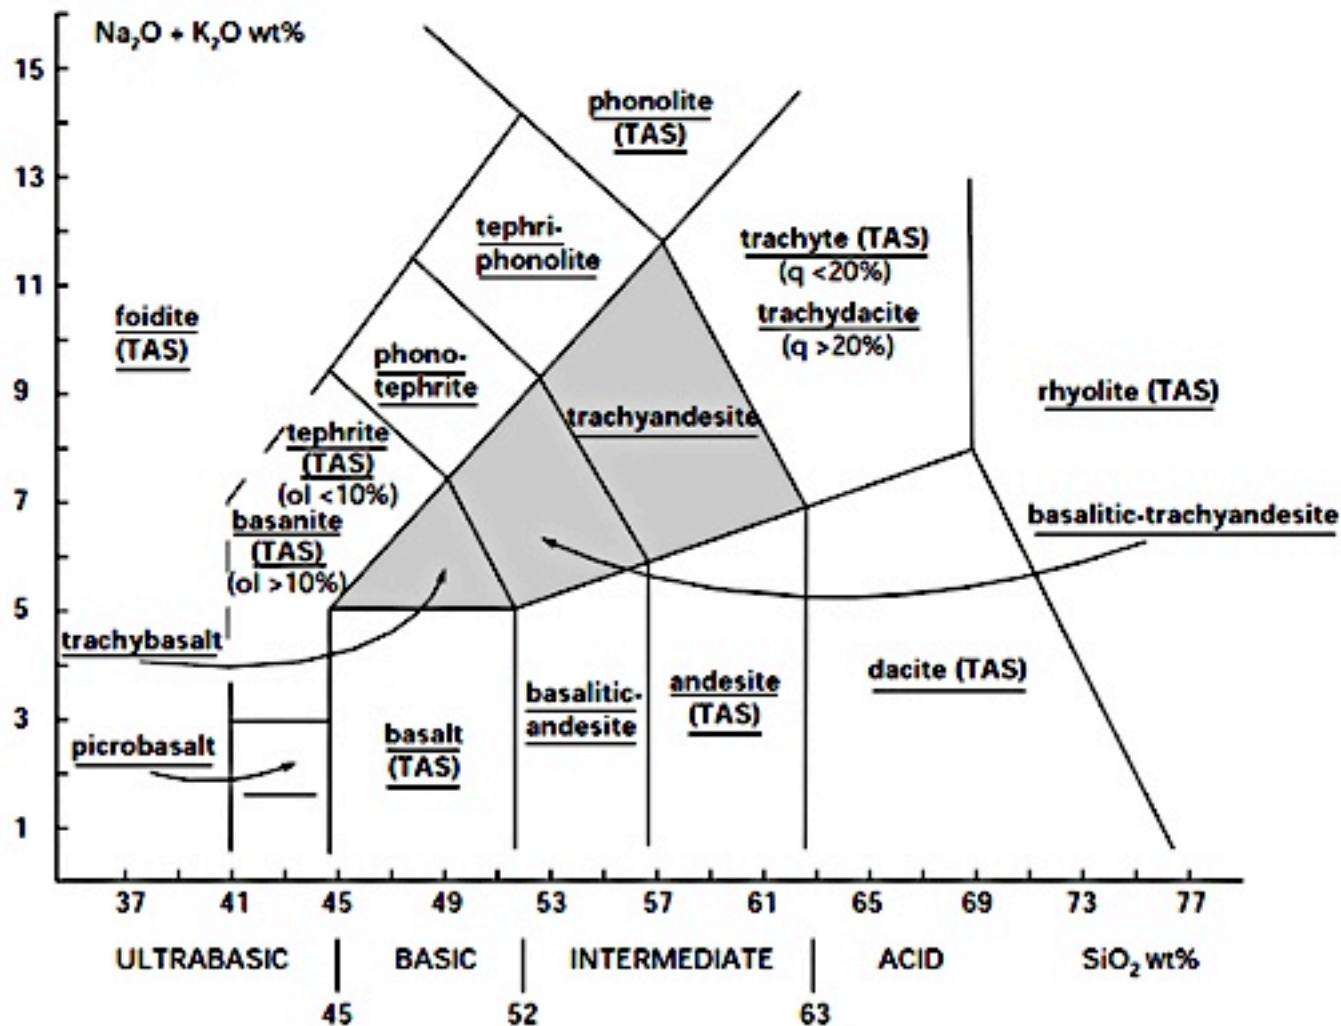 Na₂O + K₂O wt%
15
13
11
9
7
5
3
1
phonolite
(TAS)
tephri-
phonolite
trachyte (TAS)
(q <20%)
trachydacite
(q >20%)
foidite
(TAS)
phono-
tephrite
rhyolite (TAS)
trachyandesite
tephrite
(TAS)
(ol <10%)
basanite
(TAS)
(ol >10%)
basalitic-trachyandesite
trachybasalt
dacite (TAS)
andesite
(TAS)
basalitic-
andesite
basalt
(TAS)
picrobasalt
37 41 45 49 53 57 61 65 69 73 77
ULTRABASIC BASIC INTERMEDIATE ACID SiO₂ wt%
45 52 63